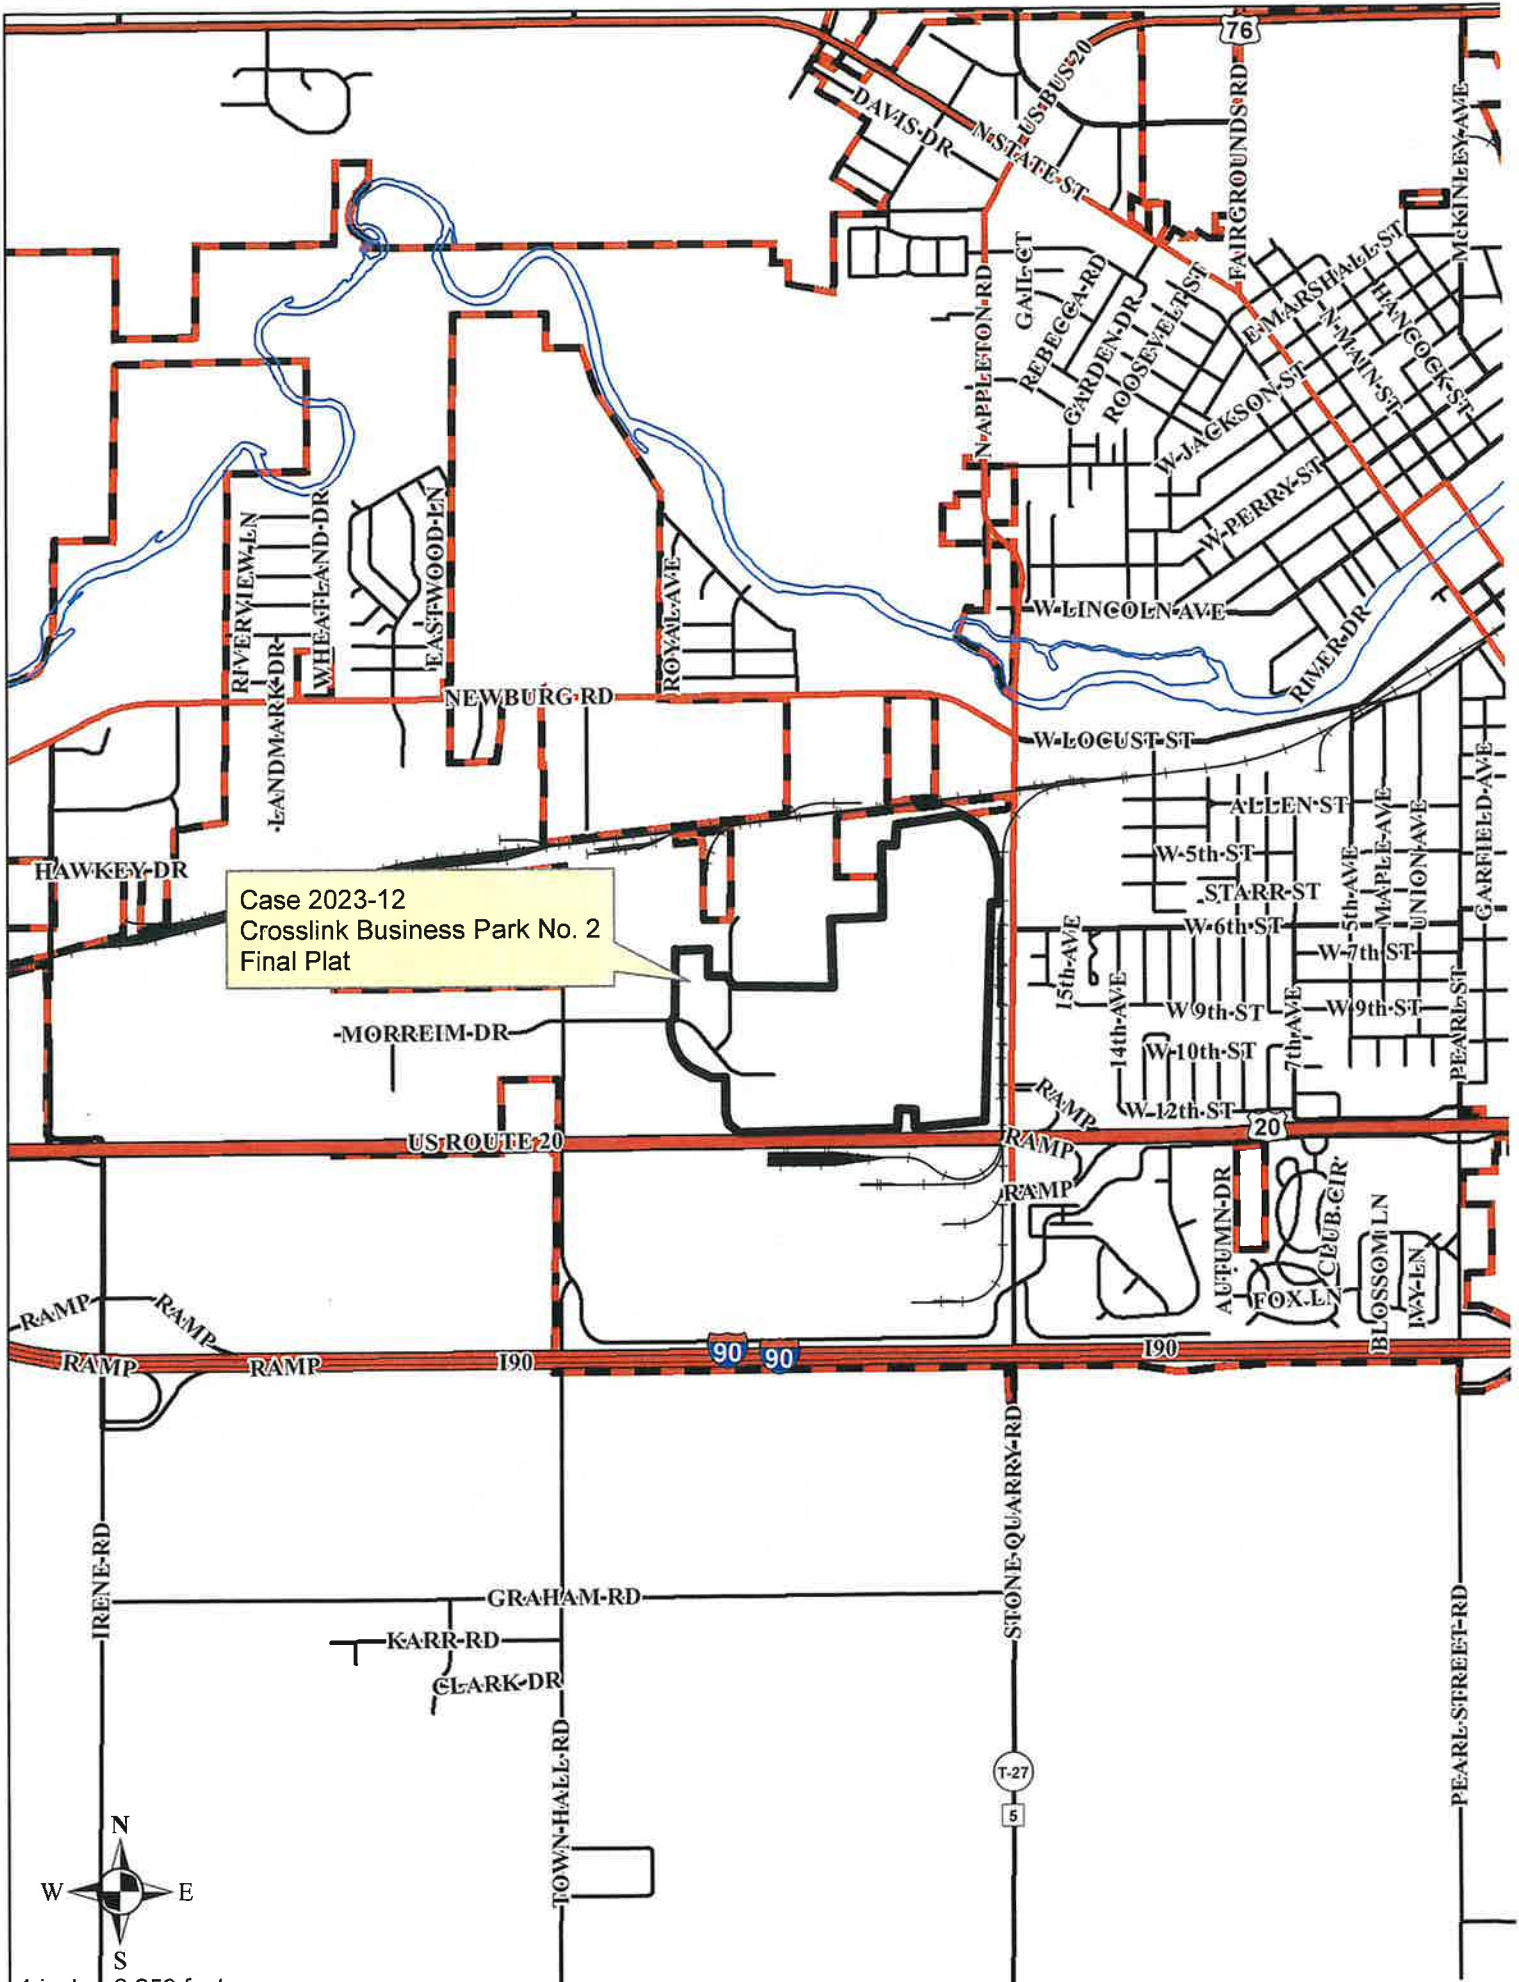 76
US BUS 20
DAVIS DR
N STATE ST
FAIRGROUNDS RD
McKINLEY AVE
N APPLETON RD
GAIL CT
REBECCA RD
GARDEN DR
ROOSEVELT ST
E MARSHALL ST
HANCOCK ST
N MAIN ST
W JACKSON ST
W PERRY ST
RIVERVIEW LN
WHEATLAND DR
EASTWOOD LN
LANDMARK DR
ROYAL AVE
W LINCOLN AVE
RIVER DR
NEWBURG RD
W LOCUST ST
ALLEN ST
W 5th ST
STARR ST
W 6th ST
5th AVE
MAPLE AVE
UNION AVE
GARFIELD AVE
HAWKEY DR
Case 2023-12
Crosslink Business Park No. 2
Final Plat
W 7th ST
15th AVE
14th AVE
W 9th ST
W 9th ST
7th AVE
PEARL ST
MORREIM DR
W 10th ST
RAMP
W 12th ST
20
US ROUTE 20
RAMP
RAMP
AUTUMN DR
CLUB CIR
BLOSSOM LN
IVY LN
FOX LN
RAMP
RAMP
RAMP
RAMP
I90
90
90
I90
IRENE RD
STONE QUARRY RD
GRAHAM RD
KARR RD
CLARK DR
TOWN HALL RD
PEARL STREET RD
T-27
5
N
W
E
S